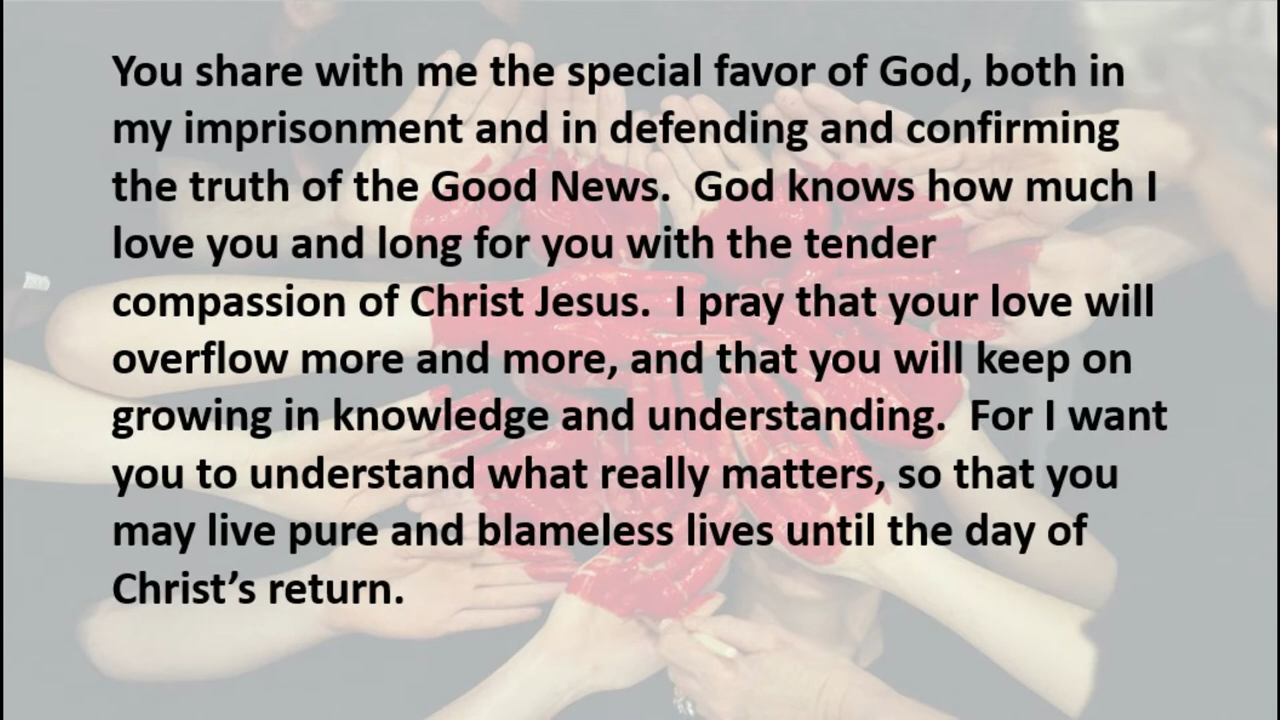 You share with me the special favor of God, both in
my imprisonment and in defending and confirming
the truth of the Good News.  God knows how much I
love you and long for you with the tender
compassion of Christ Jesus.  I pray that your love will
overflow more and more, and that you will keep on
growing in knowledge and understanding.  For I want
you to understand what really matters, so that you
may live pure and blameless lives until the day of
Christ’s return.